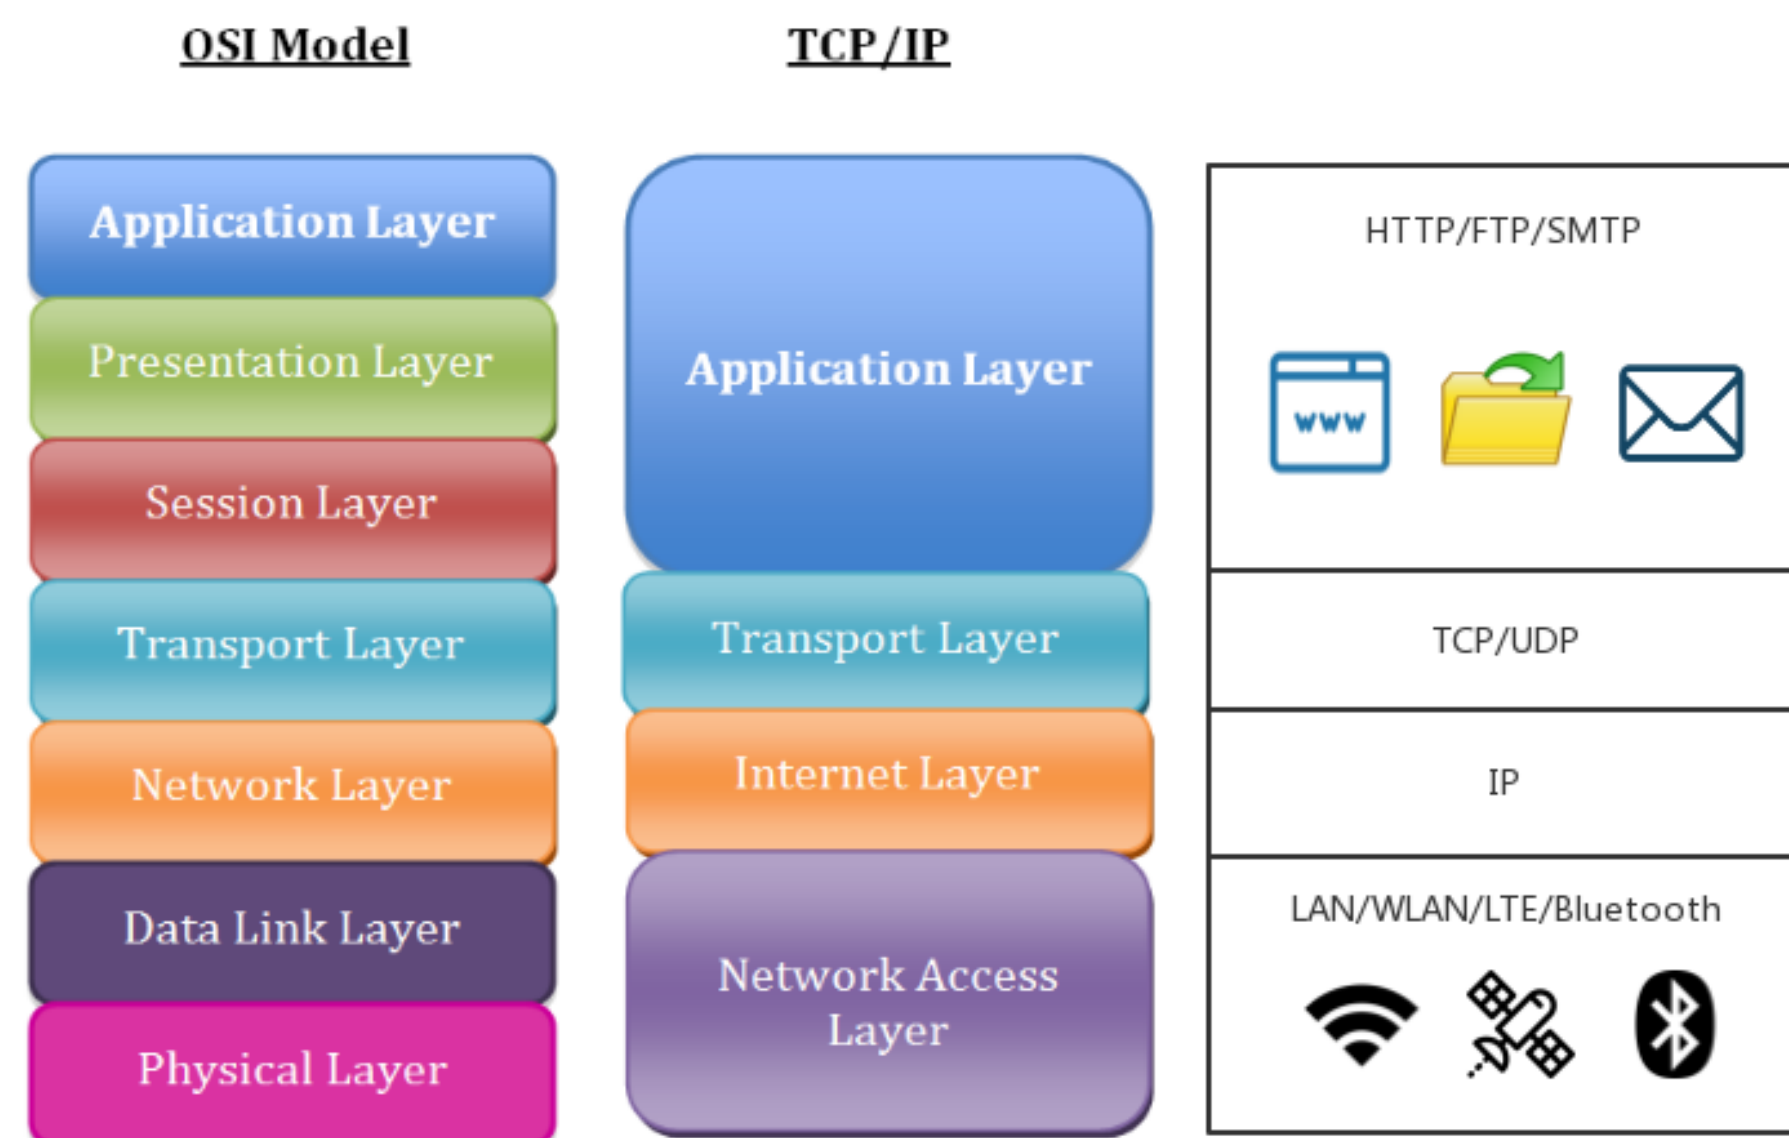 OSI Model
TCP/IP
Application Layer
Presentation Layer
Session Layer
Transport Layer
Network Layer
Data Link Layer
Physical Layer
Application Layer
Transport Layer
Internet Layer
Network Access
Layer
HTTP/FTP/SMTP
www
TCP/UDP
IP
LAN/WLAN/LTE/Bluetooth